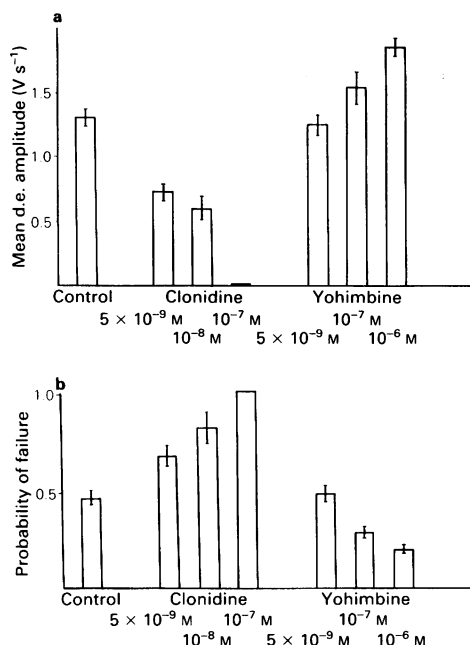 a
Mean d.e. amplitude (V s⁻¹)
1.5
1.0
0.5
Control Clonidine Yohimbine
5 × 10⁻⁹ M 10⁻⁷ M 10⁻⁷ M
10⁻⁸ M 5 × 10⁻⁹ M 10⁻⁶ M
b
Probability of failure
1.0
0.5
Control Clonidine Yohimbine
5 × 10⁻⁹ M 10⁻⁷ M 10⁻⁷ M
10⁻⁸ M 5 × 10⁻⁹ M 10⁻⁶ M